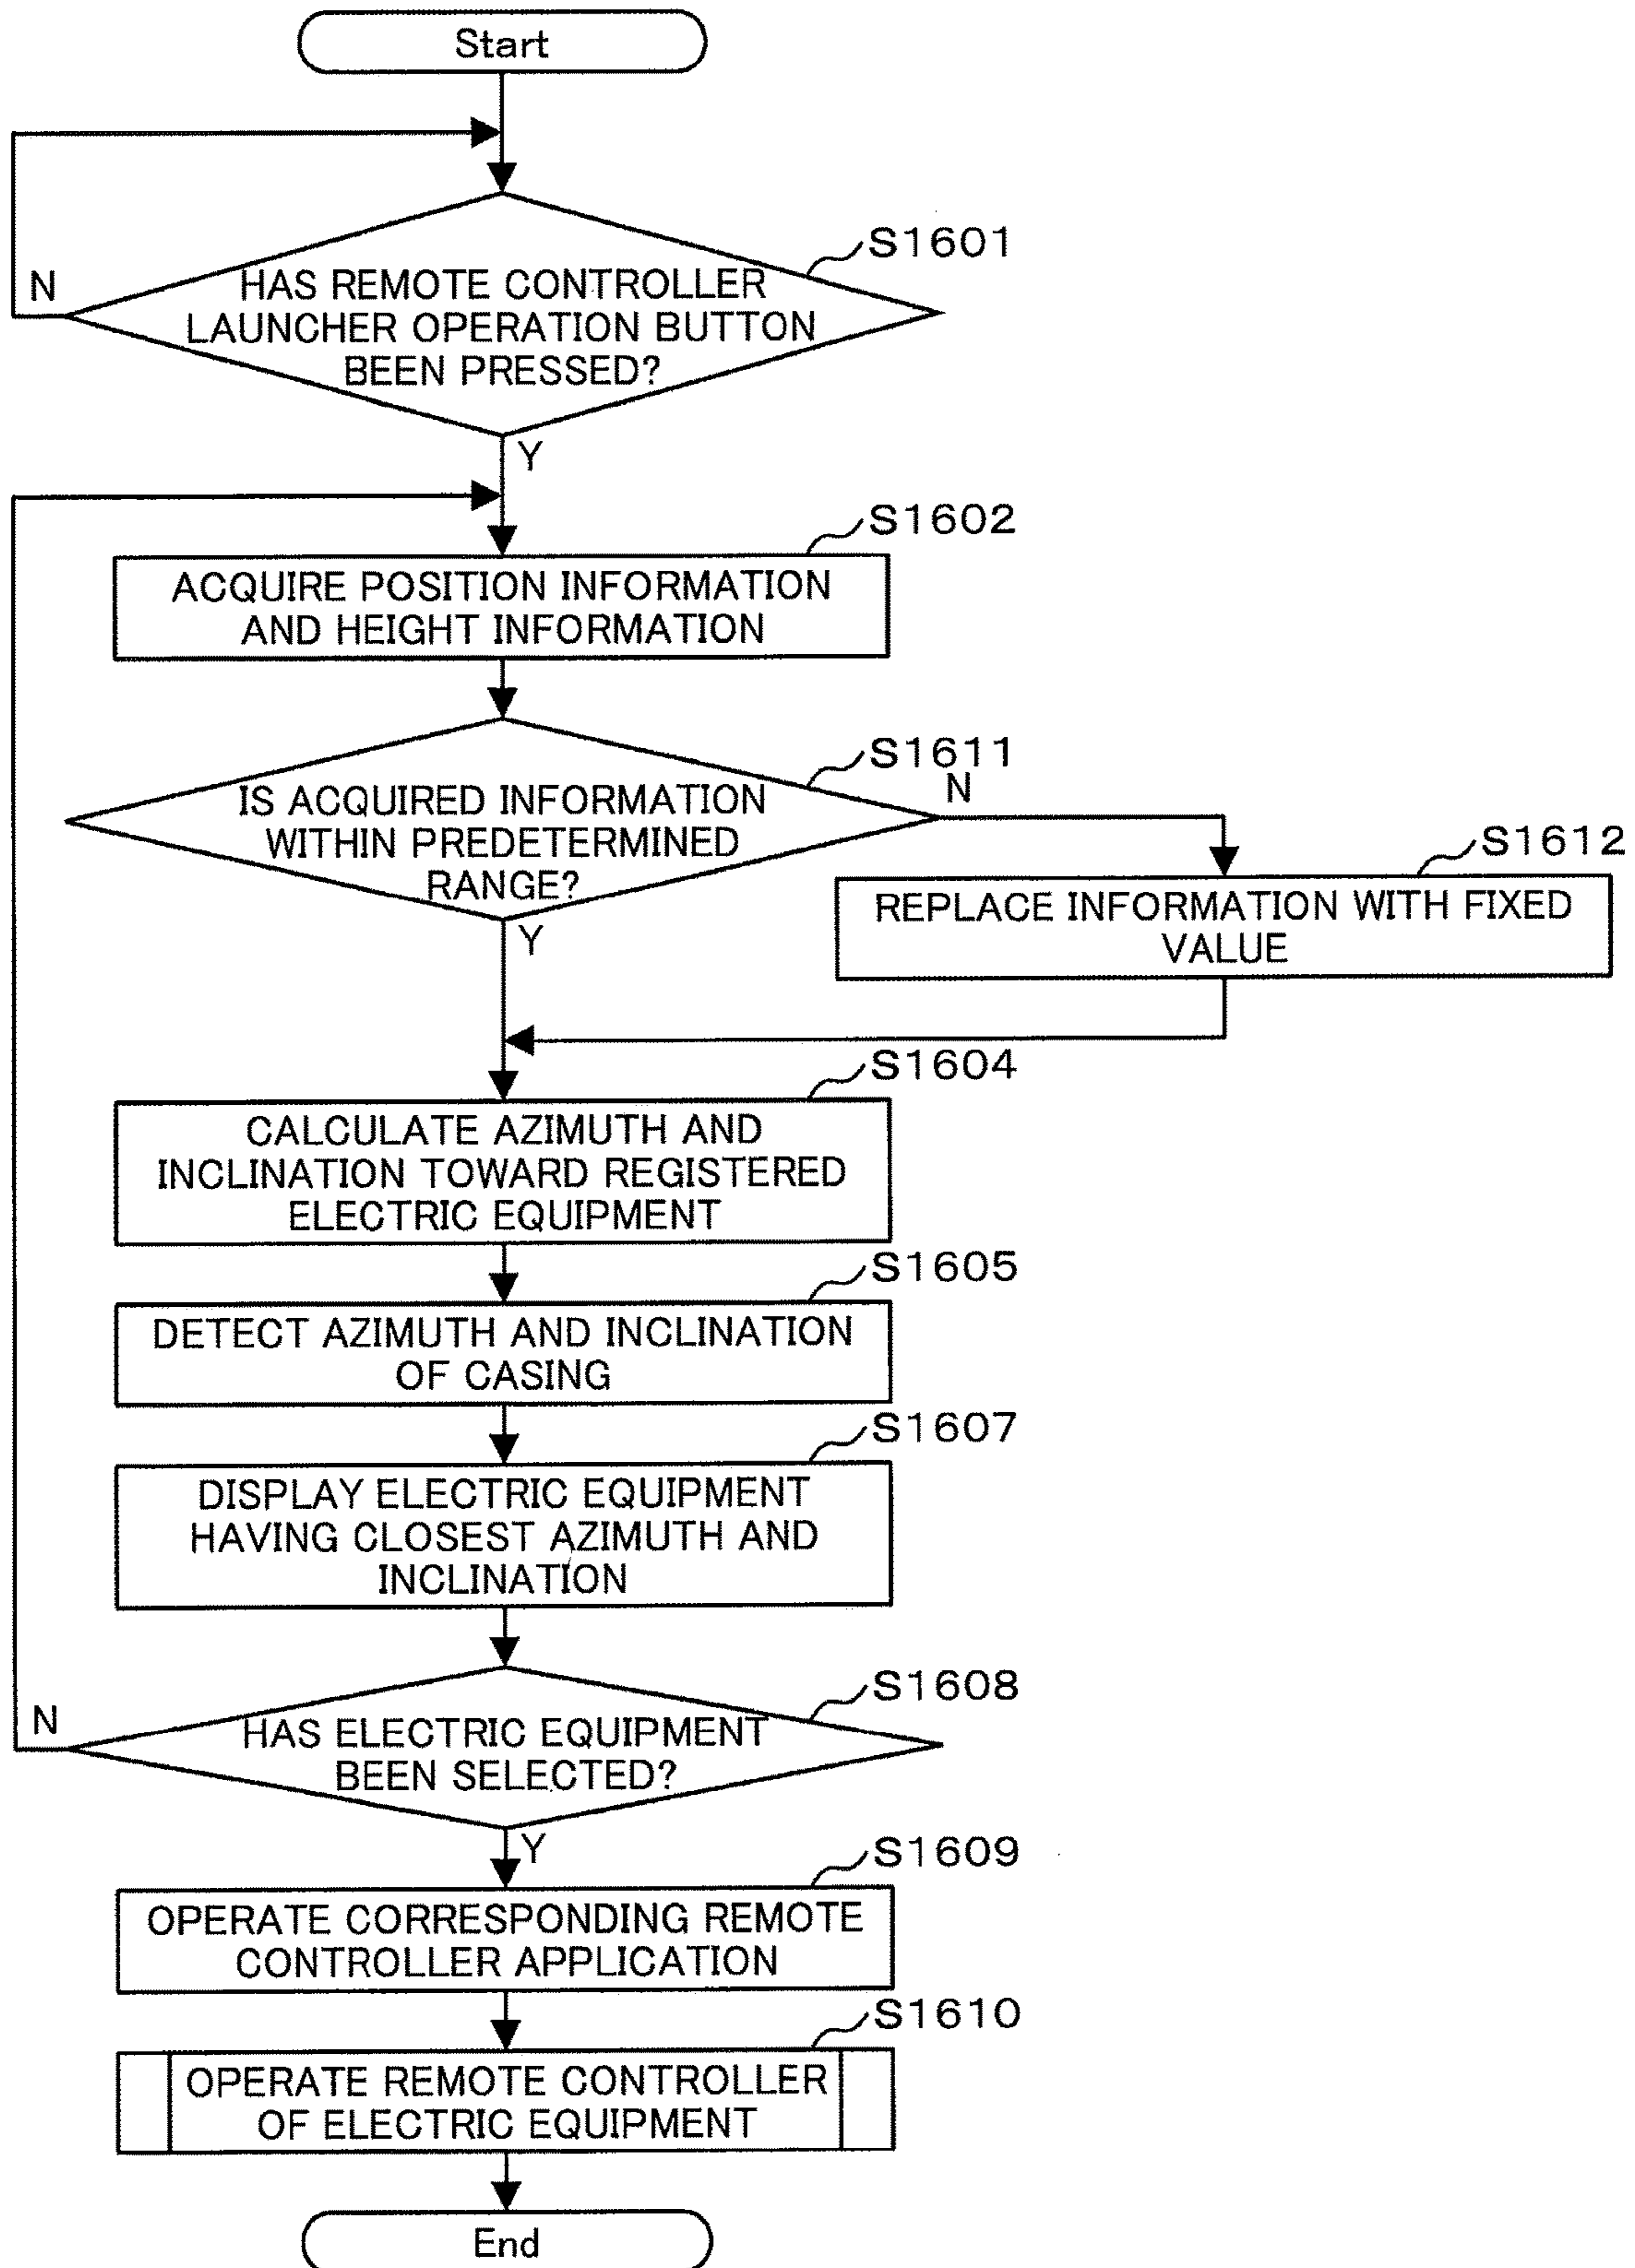 Start
S1601
N
HAS REMOTE CONTROLLER
LAUNCHER OPERATION BUTTON
BEEN PRESSED?
Y
S1602
ACQUIRE POSITION INFORMATION
AND HEIGHT INFORMATION
S1611
N
IS ACQUIRED INFORMATION
WITHIN PREDETERMINED
RANGE?
Y
S1612
REPLACE INFORMATION WITH FIXED
VALUE
S1604
CALCULATE AZIMUTH AND
INCLINATION TOWARD REGISTERED
ELECTRIC EQUIPMENT
S1605
DETECT AZIMUTH AND INCLINATION
OF CASING
S1607
DISPLAY ELECTRIC EQUIPMENT
HAVING CLOSEST AZIMUTH AND
INCLINATION
S1608
N
HAS ELECTRIC EQUIPMENT
BEEN SELECTED?
Y
S1609
OPERATE CORRESPONDING REMOTE
CONTROLLER APPLICATION
S1610
OPERATE REMOTE CONTROLLER
OF ELECTRIC EQUIPMENT
End